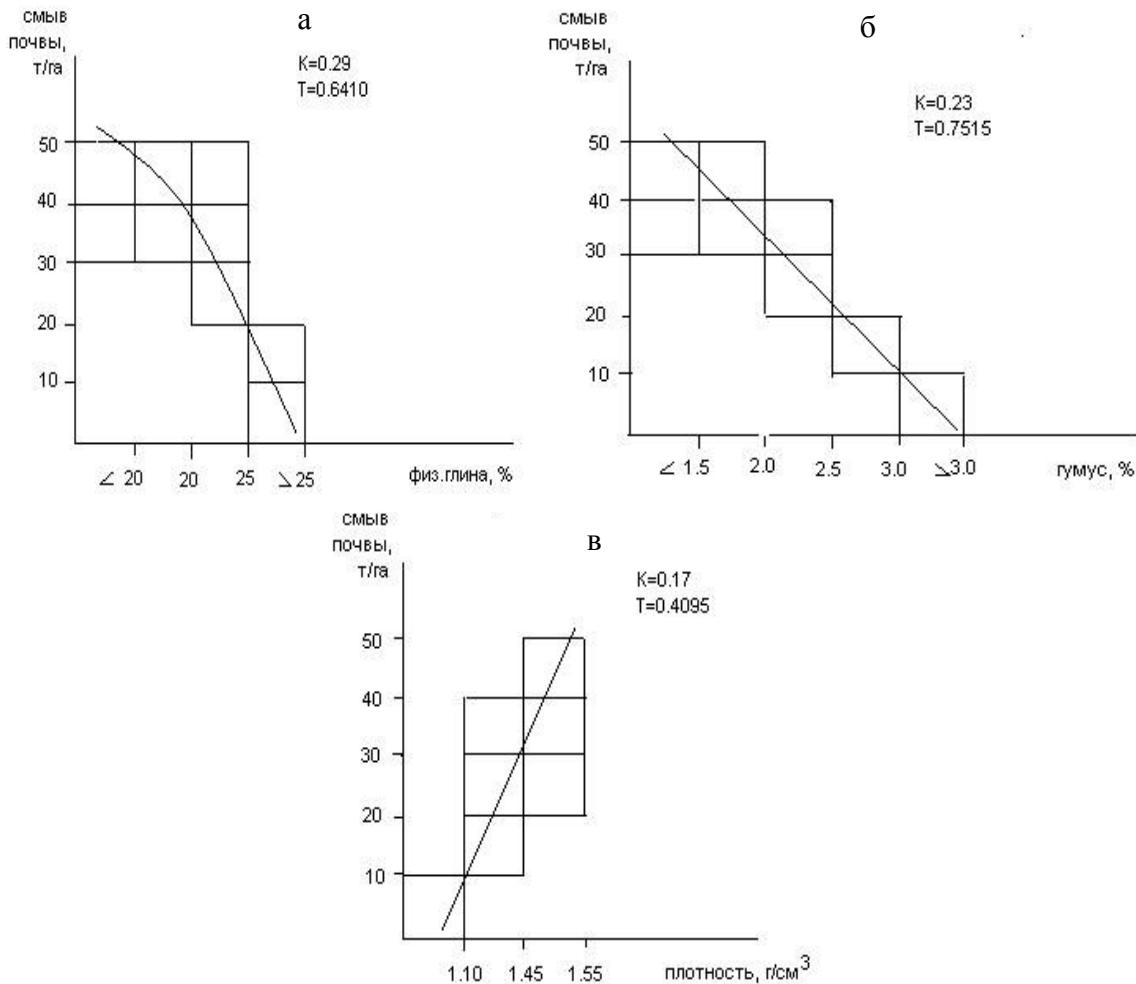 а
смыв
почвы,
т/га
К=0.29
Т=0.6410
50
40
30
20
10
∠ 20
20
25
⦣ 25
физ.глина, %
б
смыв
почвы,
т/га
К=0.23
Т=0.7515
50
40
30
20
10
∠ 1.5
2.0
2.5
3.0
⦣3.0
гумус, %
в
смыв
почвы,
т/га
К=0.17
Т=0.4095
50
40
30
20
10
1.10
1.45
1.55
плотность, г/см³